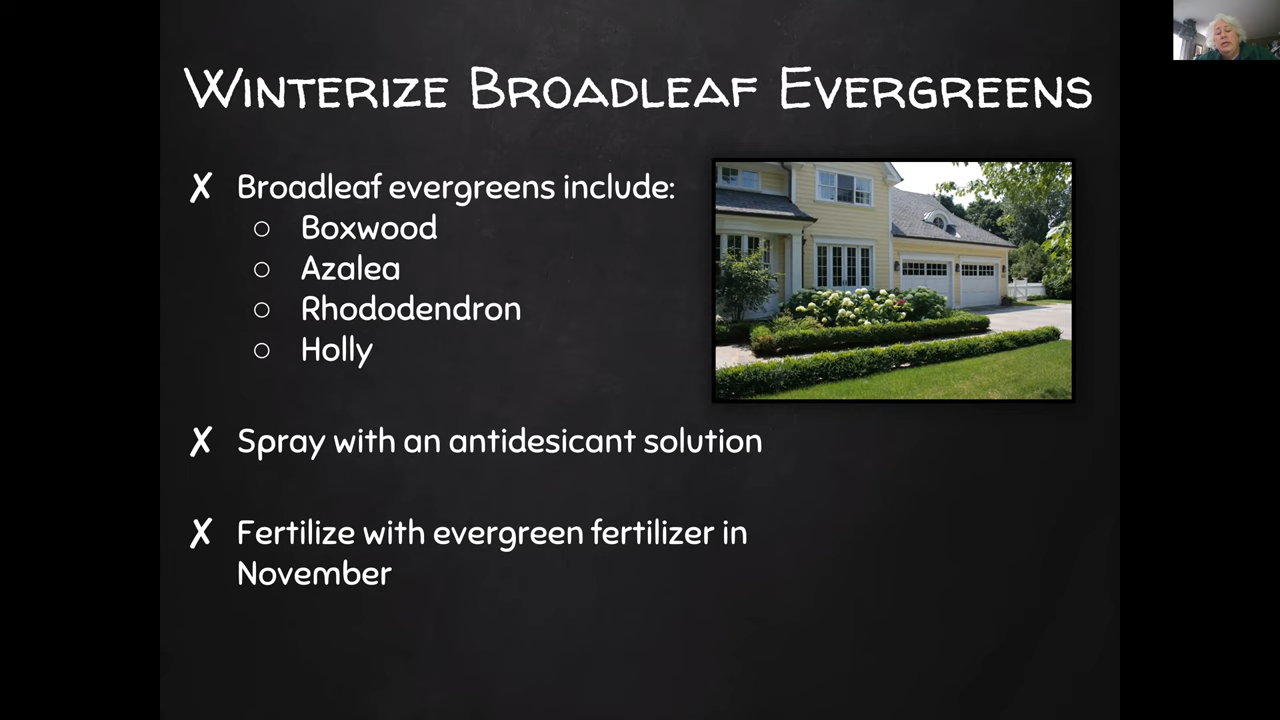 Winterize Broadleaf Evergreens
✗ Broadleaf evergreens include:
○ Boxwood
○ Azalea
○ Rhododendron
○ Holly
✗ Spray with an antidesicant solution
✗ Fertilize with evergreen fertilizer in
November